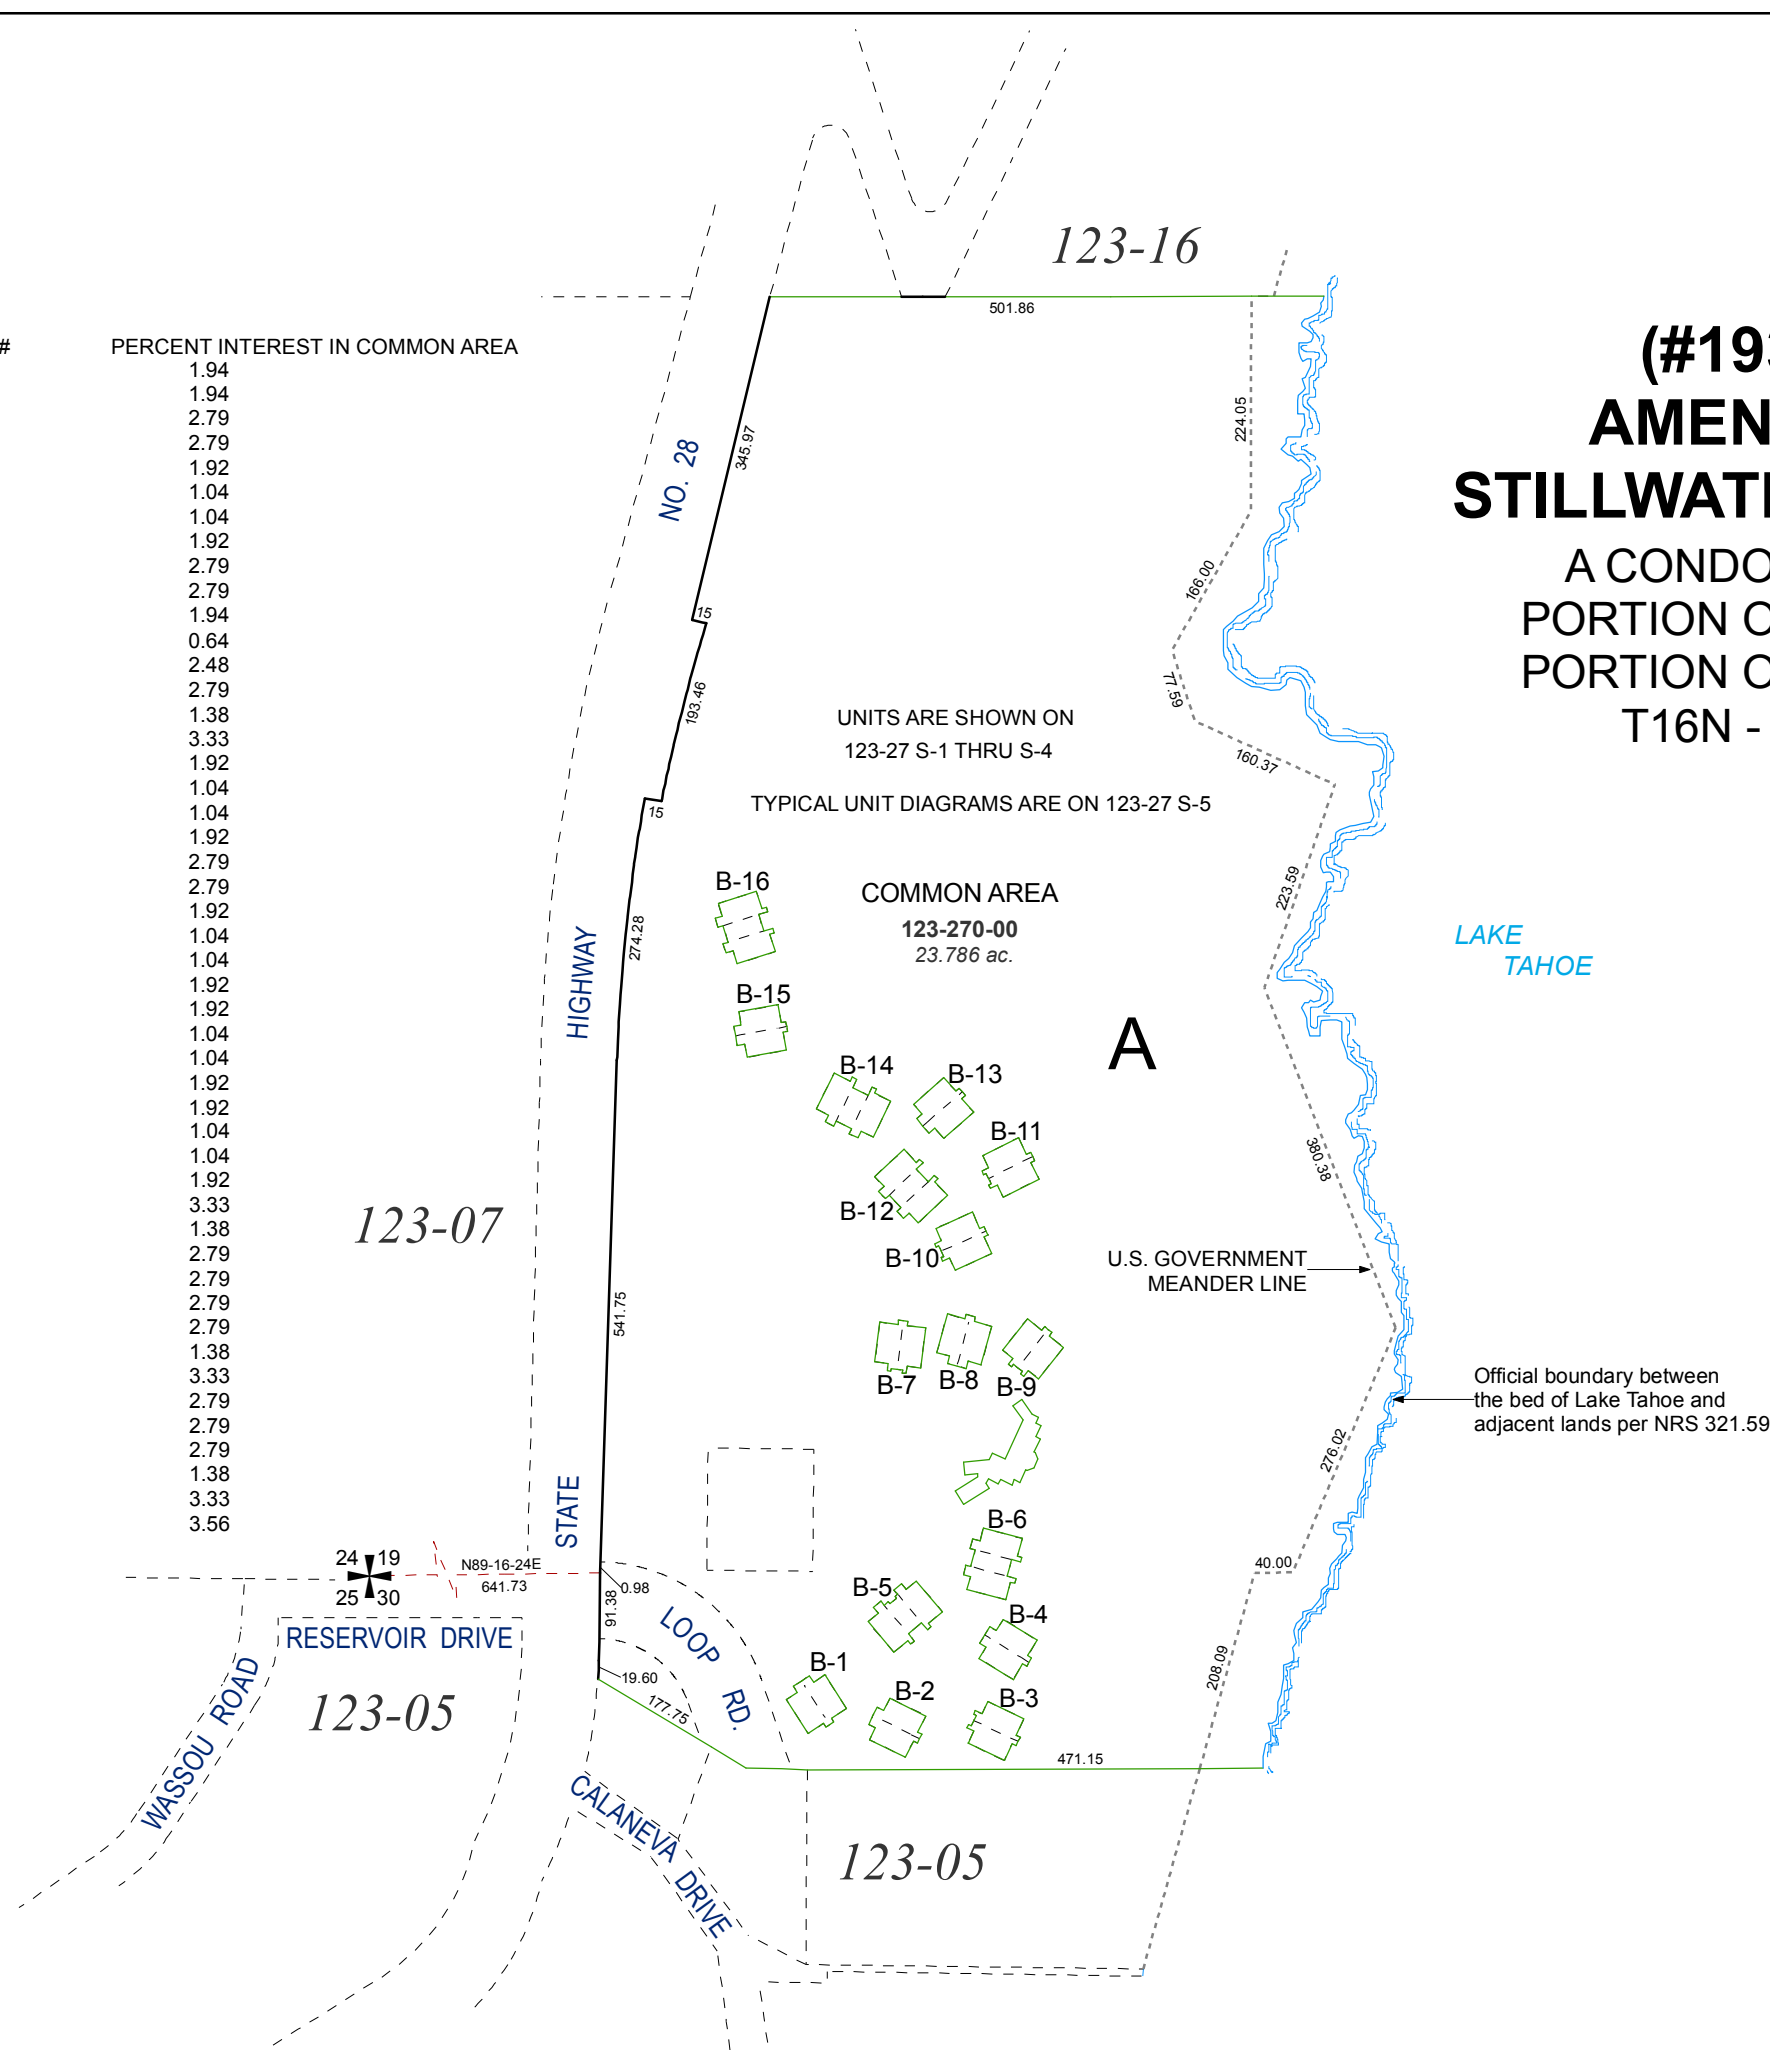 123-16
501.86
#
PERCENT INTEREST IN COMMON AREA
1.94
1.94
2.79
2.79
1.92
1.04
1.04
1.92
2.79
2.79
1.94
0.64
2.48
2.79
1.38
3.33
1.92
1.04
1.04
1.92
2.79
2.79
1.92
1.04
1.04
1.92
1.92
1.04
1.04
1.92
1.92
1.04
1.04
1.92
3.33
1.38
2.79
2.79
2.79
2.79
1.38
3.33
2.79
2.79
2.79
1.38
3.33
3.56
(#193
AMEN
STILLWAT
A CONDO
PORTION
PORTION
T16N -
345.97
NO. 28
15
193.46
15
274.28
HIGHWAY
541.75
STATE
224.05
166.00
77.59
160.37
223.59
380.38
276.02
40.00
208.09
UNITS ARE SHOWN ON
123-27 S-1 THRU S-4
TYPICAL UNIT DIAGRAMS ARE ON 123-27 S-5
COMMON AREA
123-270-00
23.786 ac.
A
LAKE
TAHOE
B-16
B-15
B-14
B-13
B-11
B-12
B-10
B-7
B-8
B-9
B-6
B-5
B-4
B-1
B-2
B-3
U.S. GOVERNMENT
MEANDER LINE
Official boundary between
the bed of Lake Tahoe and
adjacent lands per NRS 321.59
123-07
24 19
25 30
N89-16-24E
641.73
0.98
91.38
19.60
177.75
471.15
LOOP RD.
RESERVOIR DRIVE
WASSOU ROAD
123-05
CALANEVA DRIVE
123-05